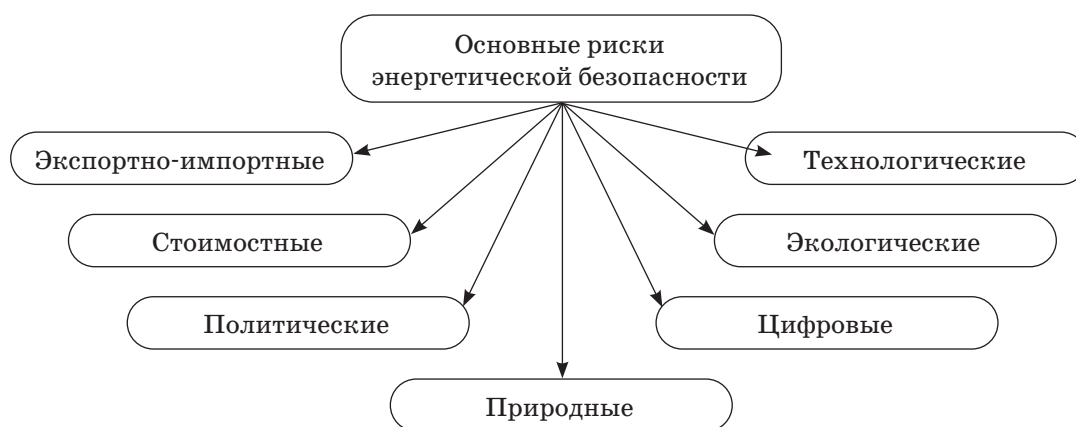 Основные риски
энергетической безопасности
Экспортно-импортные
Технологические
Стоимостные
Экологические
Политические
Цифровые
Природные